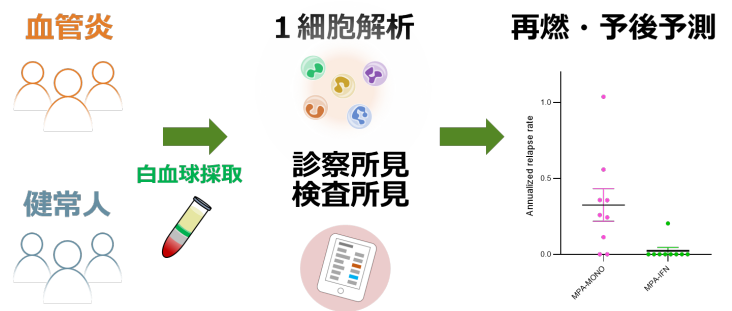 血管炎
健常人
白血球採取
1細胞解析
診察所見
検査所見
再燃・予後予測
Annualized relapse rate
1.0
0.5
0.0
MPA-MONO
MPA-IFN